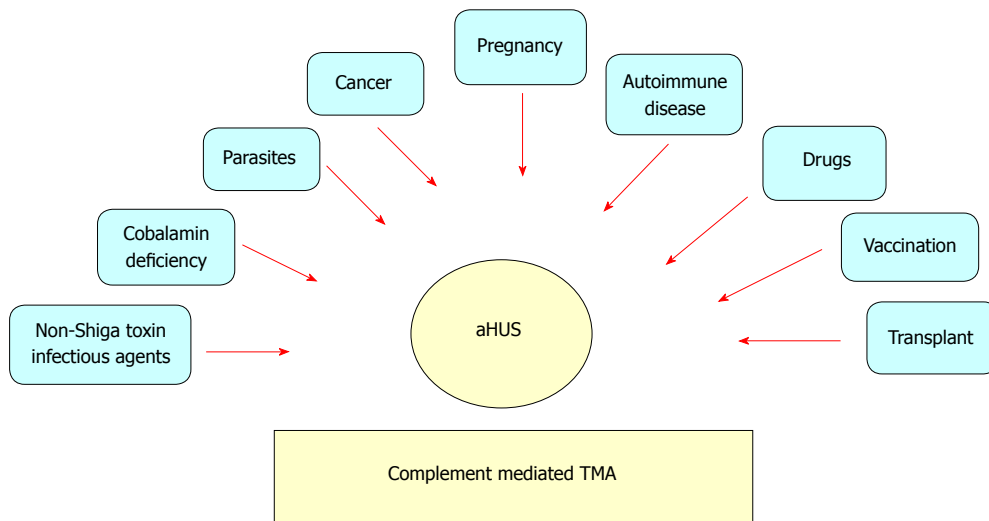 Pregnancy
Cancer
Autoimmune
disease
Parasites
Drugs
Cobalamin
deficiency
Vaccination
Non-Shiga toxin
infectious agents
aHUS
Transplant
Complement mediated TMA